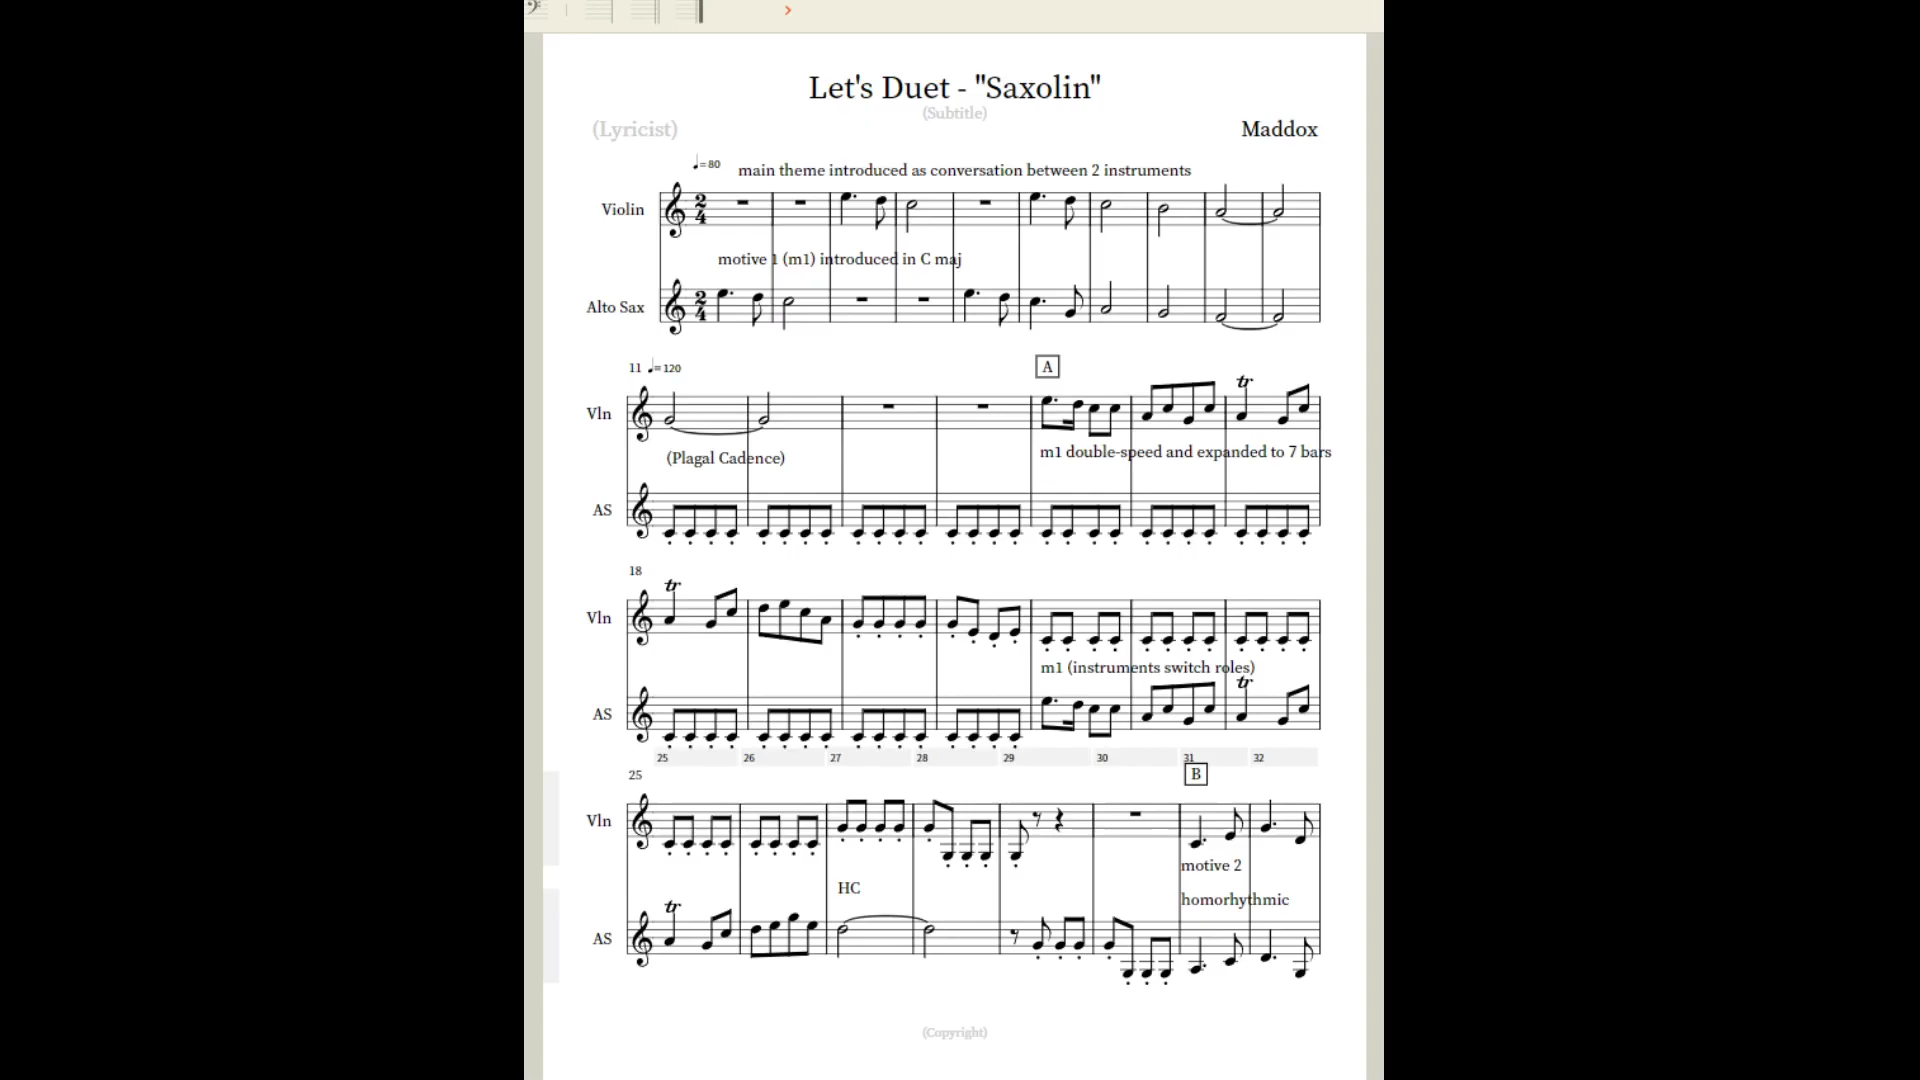 Let's Duet - "Saxolin"
(Subtitle)
(Lyricist)
Maddox
=80
main theme introduced as conversation between 2 instruments
Violin
motive 1 (m1) introduced in C maj
Alto Sax
11 =120
A
Vln
(Plagal Cadence)
m1 double-speed and expanded to 7 bars
AS
tr
18
tr
Vln
m1 (instruments switch roles)
tr
AS
25 26 27 28 29 30 31 32
25
B
Vln
motive 2
HC
homorhythmic
tr
AS
(Copyright)